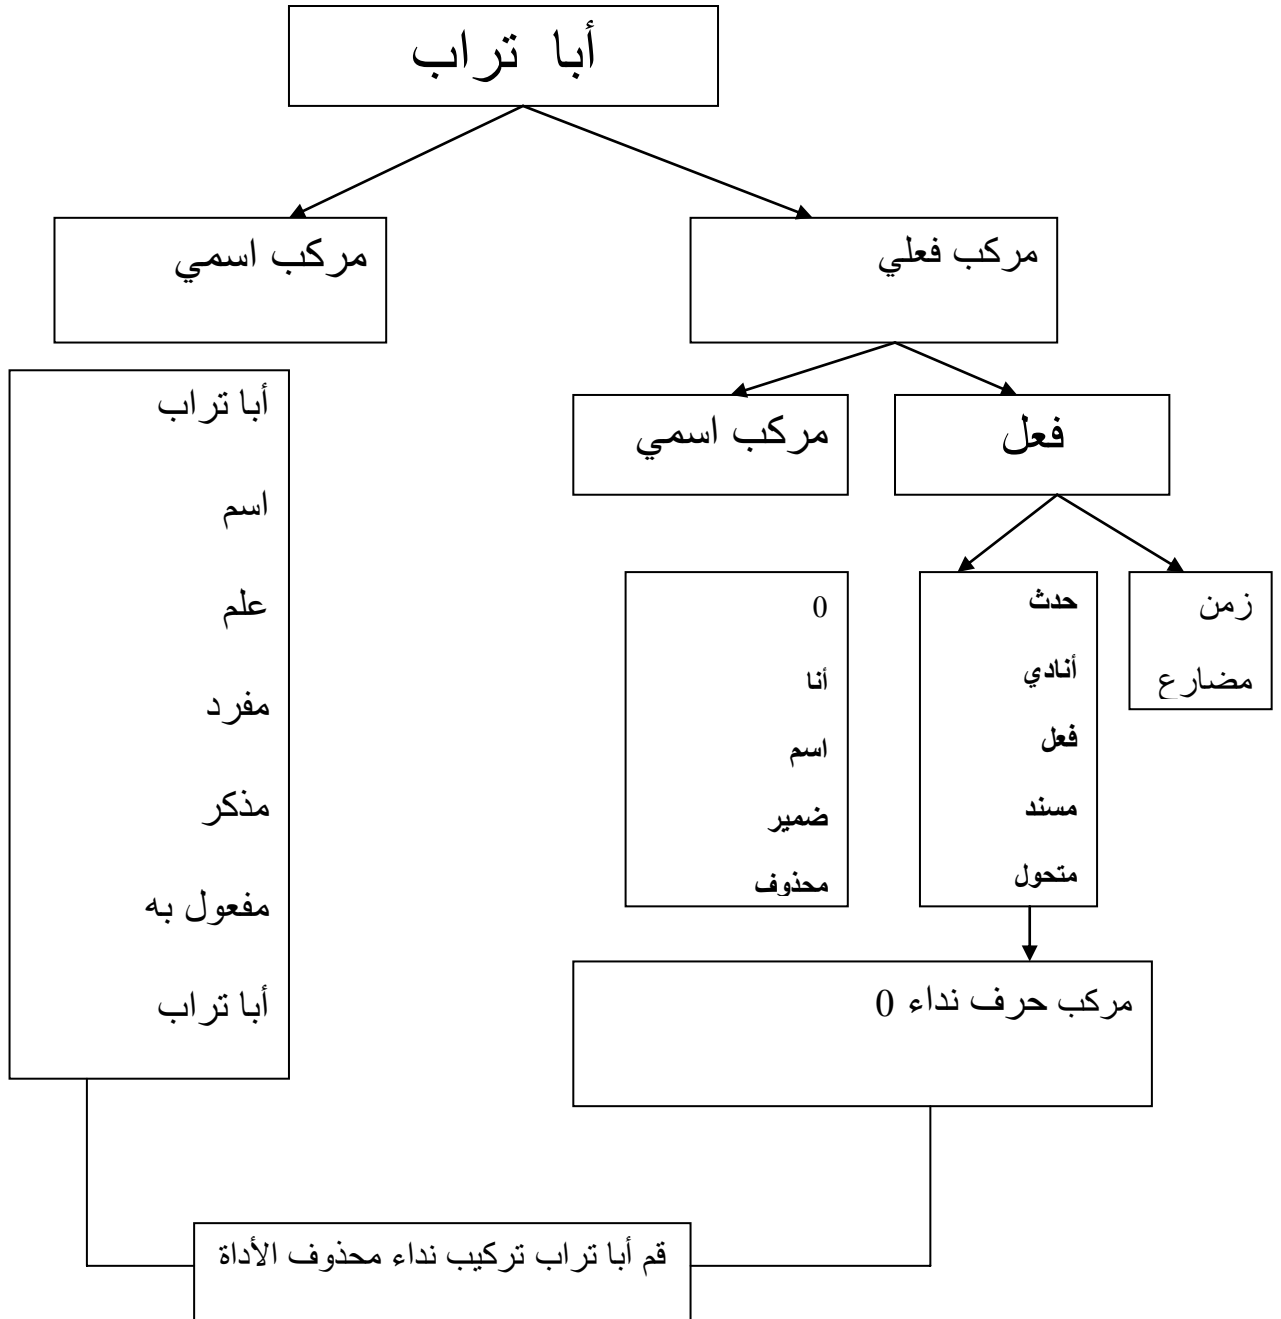 أبا تراب
مركب فعلي
مركب اسمي
فعل
مركب اسمي
زمن
مضارع
حدث
أنادي
فعل
مسند
متحول
0
أنا
اسم
ضمير
محذوف
أبا تراب
اسم
علم
مفرد
مذكر
مفعول به
أبا تراب
مركب حرف نداء 0
قم أبا تراب تركيب نداء محذوف الأداة